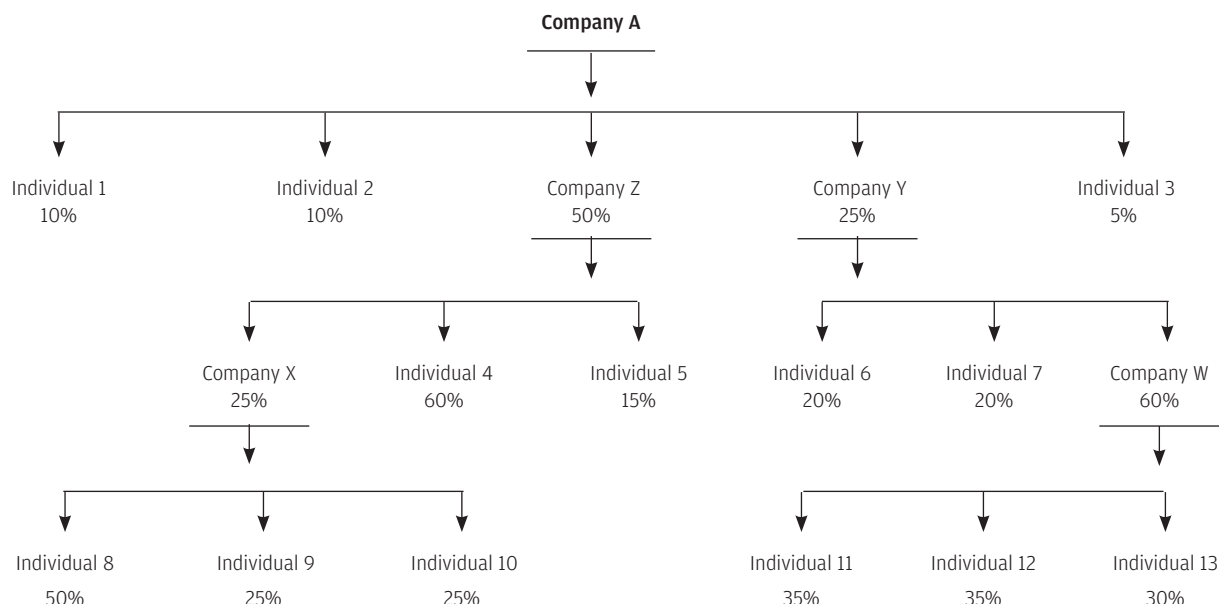 Company A
Individual 1
10%
Individual 2
10%
Company Z
50%
Company Y
25%
Individual 3
5%
Company X
25%
Individual 4
60%
Individual 5
15%
Individual 6
20%
Individual 7
20%
Company W
60%
Individual 8
50%
Individual 9
25%
Individual 10
25%
Individual 11
35%
Individual 12
35%
Individual 13
30%